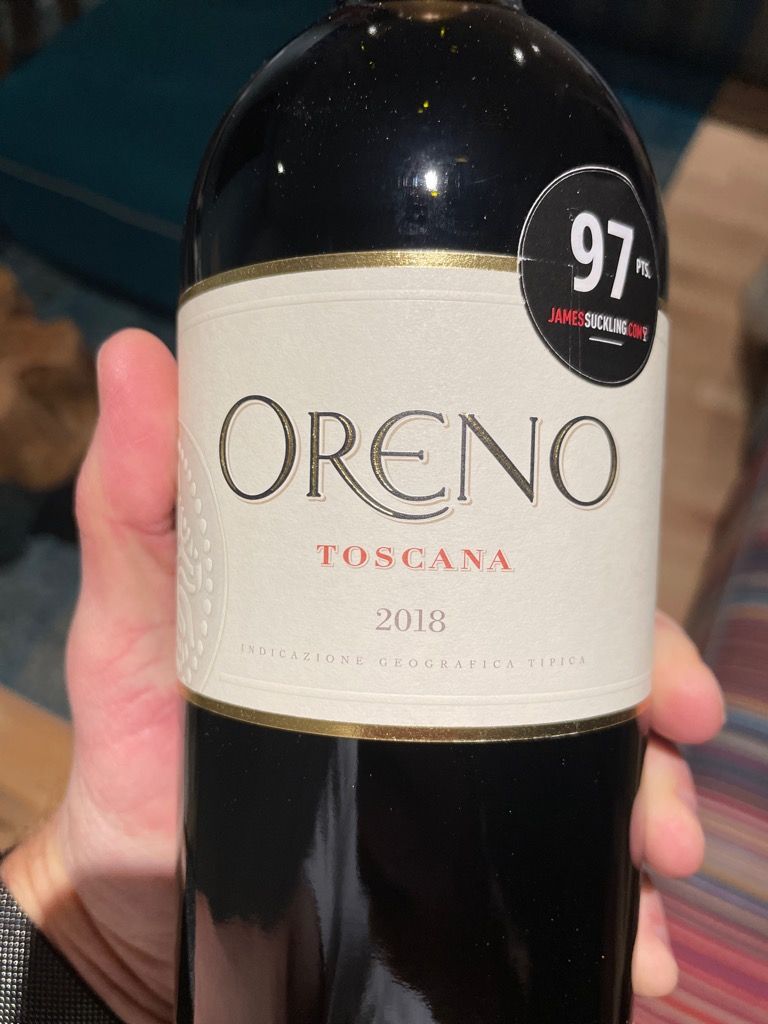 97 PTS.
JAMESSUCKLING.COM
ORENO
TOSCANA
2018
INDICAZIONE GEOGRAFICA TIPICA